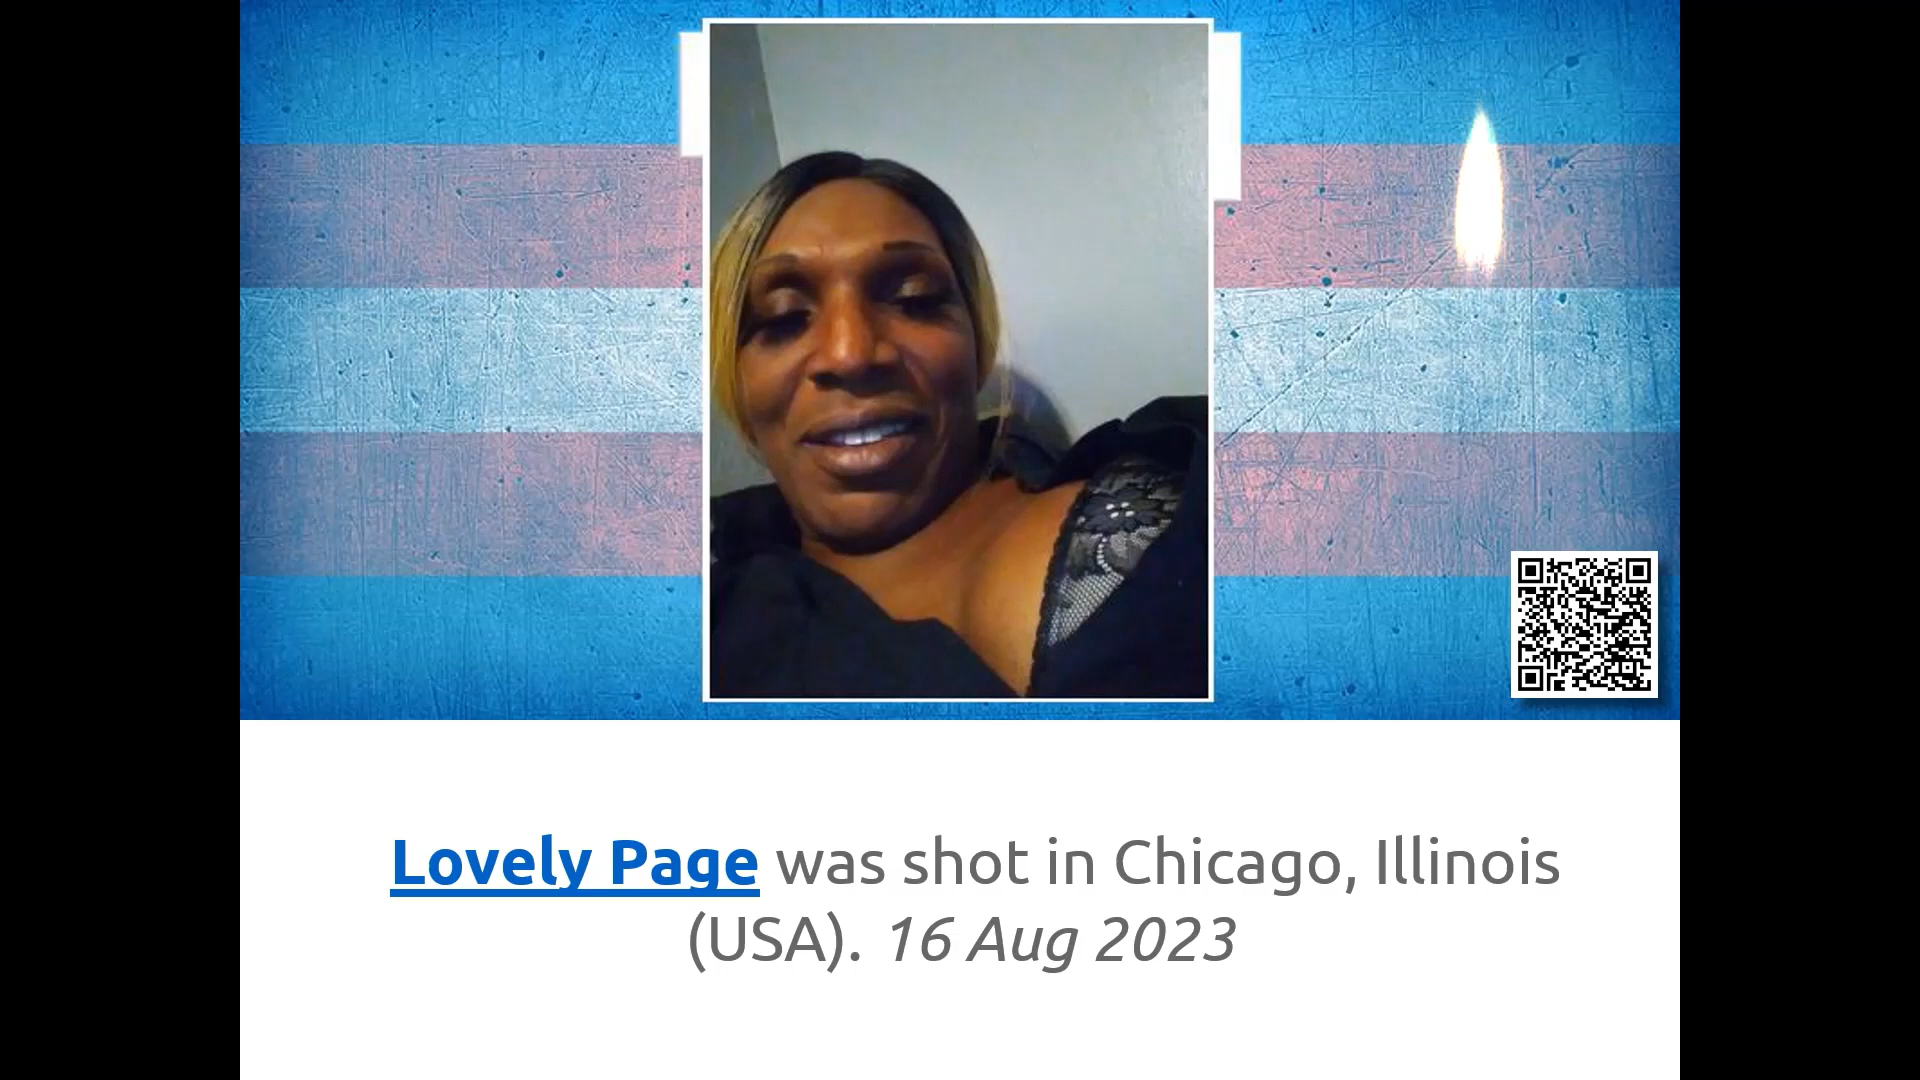 Lovely Page was shot in Chicago, Illinois
(USA). 16 Aug 2023